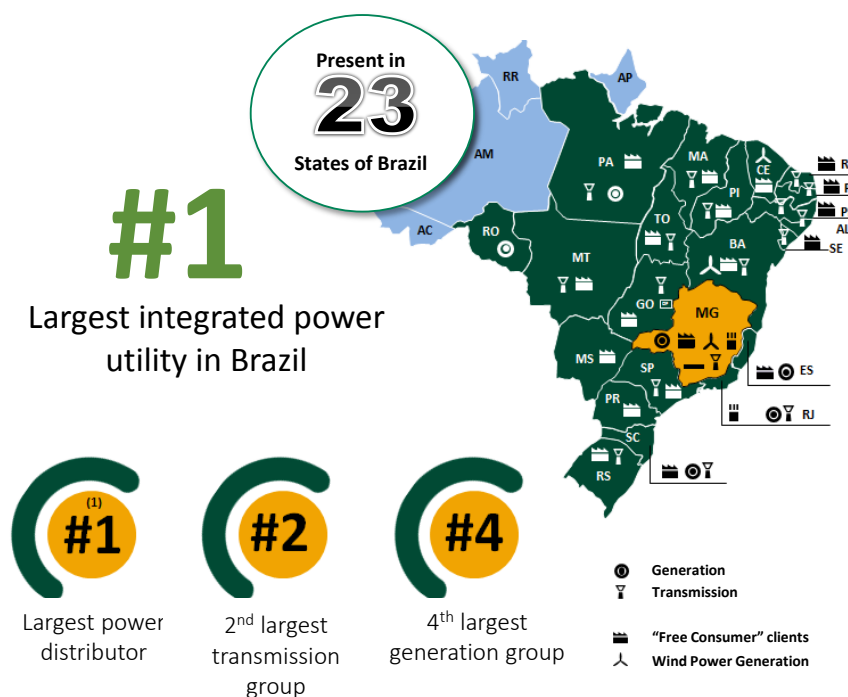 Present in
23
States of Brazil
#1
Largest integrated power
utility in Brazil
RR
AP
AM
AC
RO
PA
MA
CE
PI
TO
MT
BA
GO
MG
MS
SP
PR
SC
RS
R
P
AL
SE
ES
RJ
(1)
#1
Largest power
distributor
#2
2nd largest
transmission
group
#4
4th largest
generation group
Generation
Transmission
“Free Consumer” clients
Wind Power Generation